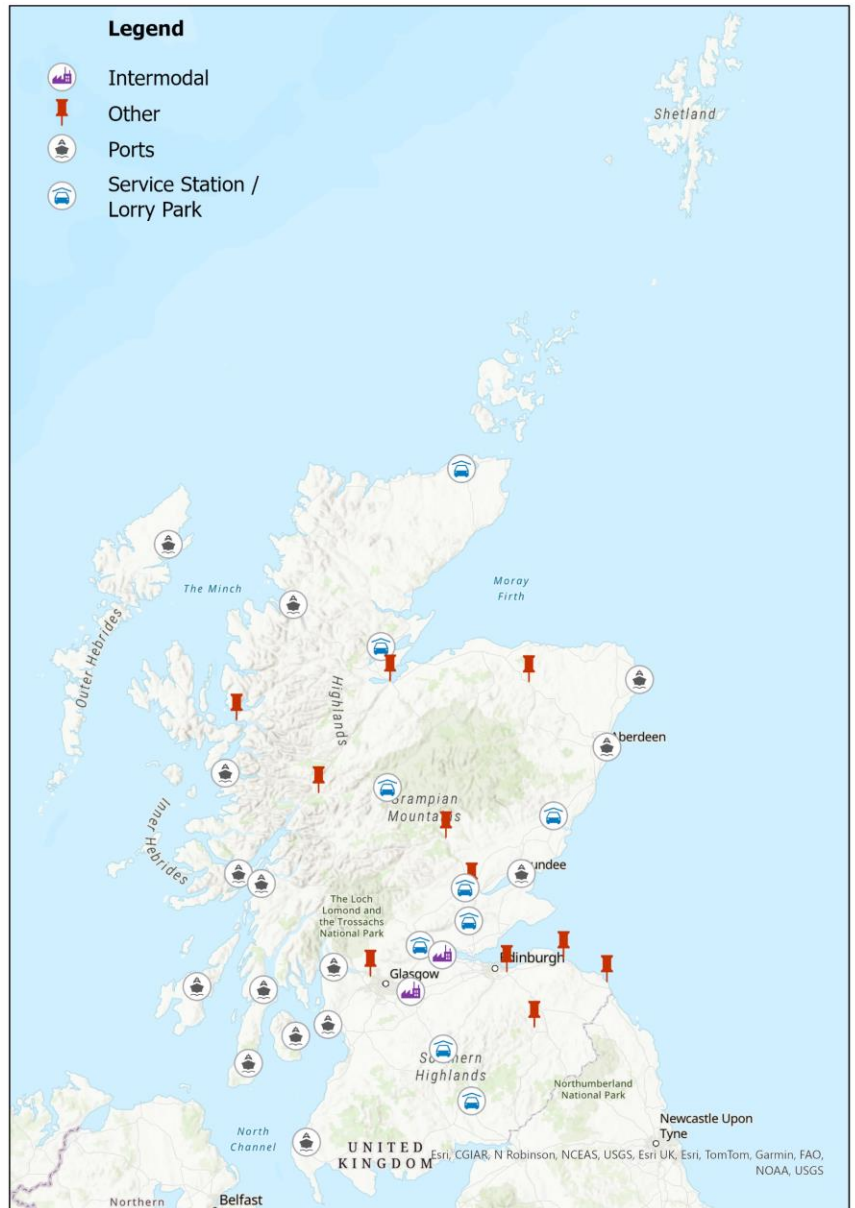 Legend
Intermodal
Other
Ports
Service Station /
Lorry Park
Shetland
The Minch
Moray
Firth
Outer Hebrides
Highlands
Aberdeen
Grampian
Mountains
Inner Hebrides
Dundee
The Loch
Lomond and
the Trossachs
National Park
Edinburgh
Glasgow
Southern
Highlands
Northumberland
National Park
North
Channel
Newcastle Upon
Tyne
UNITED
KINGDOM
Esri, CGIAR, N Robinson, NCEAS, USGS, Esri UK, Esri, TomTom, Garmin, FAO,
NOAA, USGS
Northern
Belfast